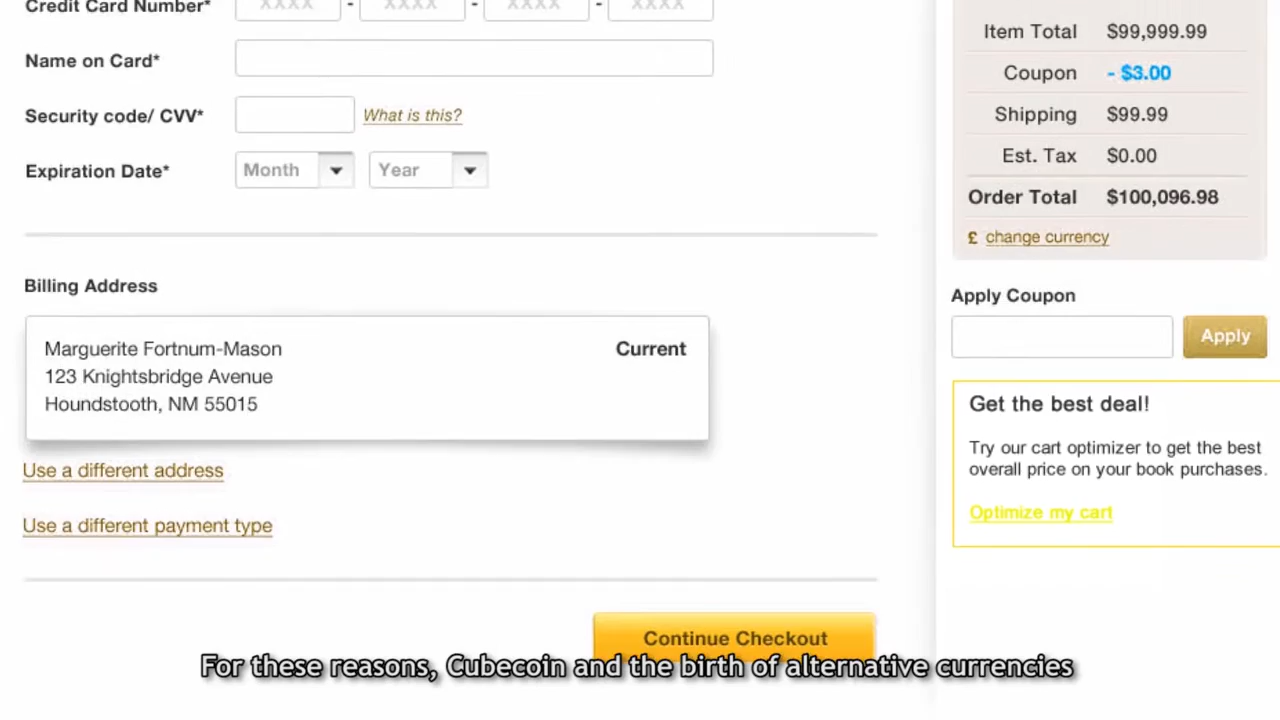 Credit Card Number*
XXXX - XXXX - XXXX - XXXX
Name on Card*
Security code/ CVV*
What is this?
Expiration Date*
Month
Year
Billing Address
Marguerite Fortnum-Mason
Current
123 Knightsbridge Avenue
Houndstooth, NM 55015
Use a different address
Use a different payment type
Continue Checkout
Item Total $99,999.99
Coupon - $3.00
Shipping $99.99
Est. Tax $0.00
Order Total $100,096.98
£ change currency
Apply Coupon
Apply
Get the best deal!
Try our cart optimizer to get the best
overall price on your book purchases.
Optimize my cart
For these reasons, Cubecoin and the birth of alternative currencies